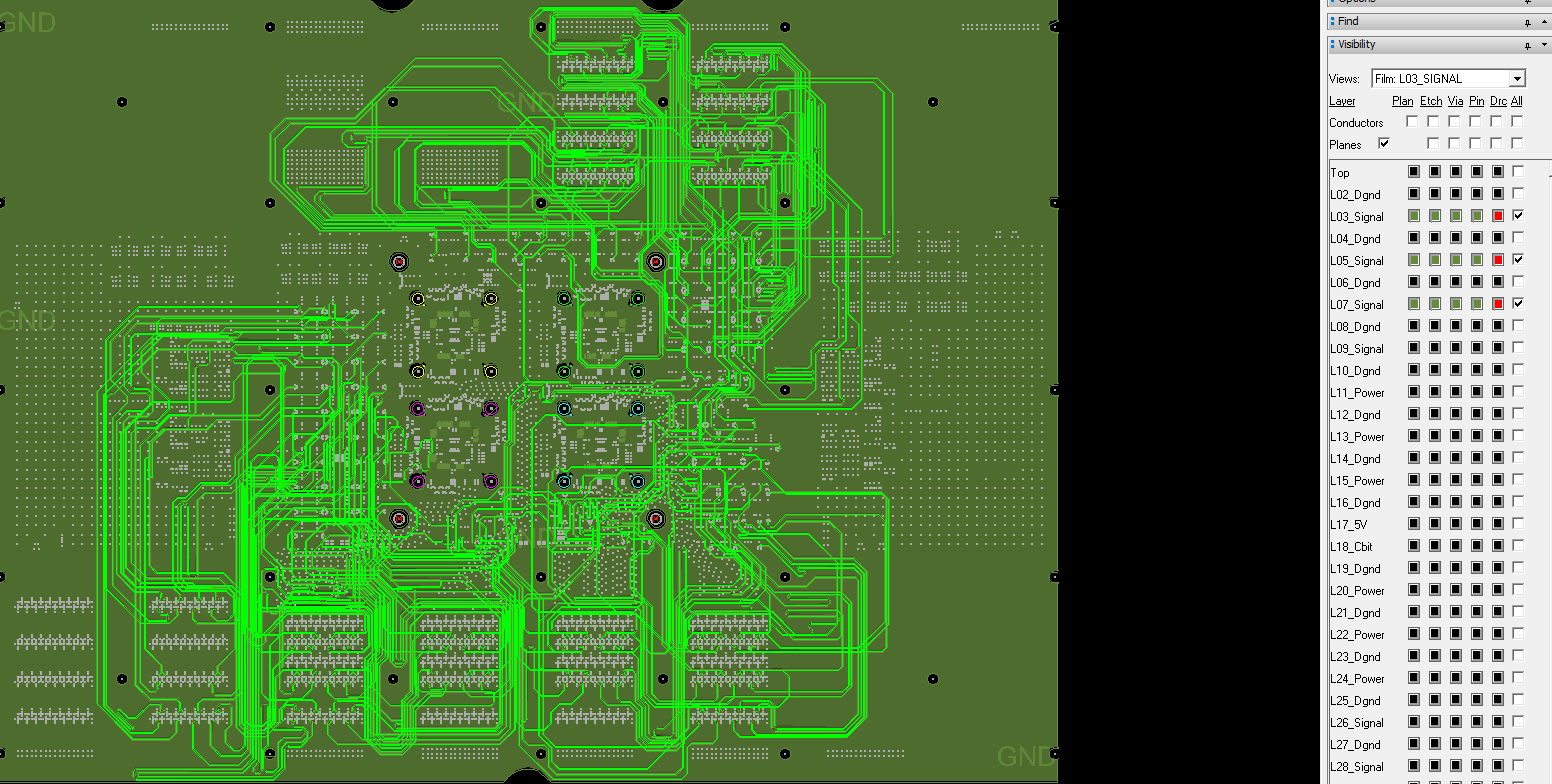 Options
Find
Visibility
Views: Film: L03_SIGNAL
Layer Plan Etch Via Pin Drc All
Conductors
Planes
Top
L02_Dgnd
L03_Signal
L04_Dgnd
L05_Signal
L06_Dgnd
L07_Signal
L08_Dgnd
L09_Signal
L10_Dgnd
L11_Power
L12_Dgnd
L13_Power
L14_Dgnd
L15_Power
L16_Dgnd
L17_5V
L18_Cbit
L19_Dgnd
L20_Power
L21_Dgnd
L22_Power
L23_Dgnd
L24_Power
L25_Dgnd
L26_Signal
L27_Dgnd
L28_Signal
GND
GND
GND
GND